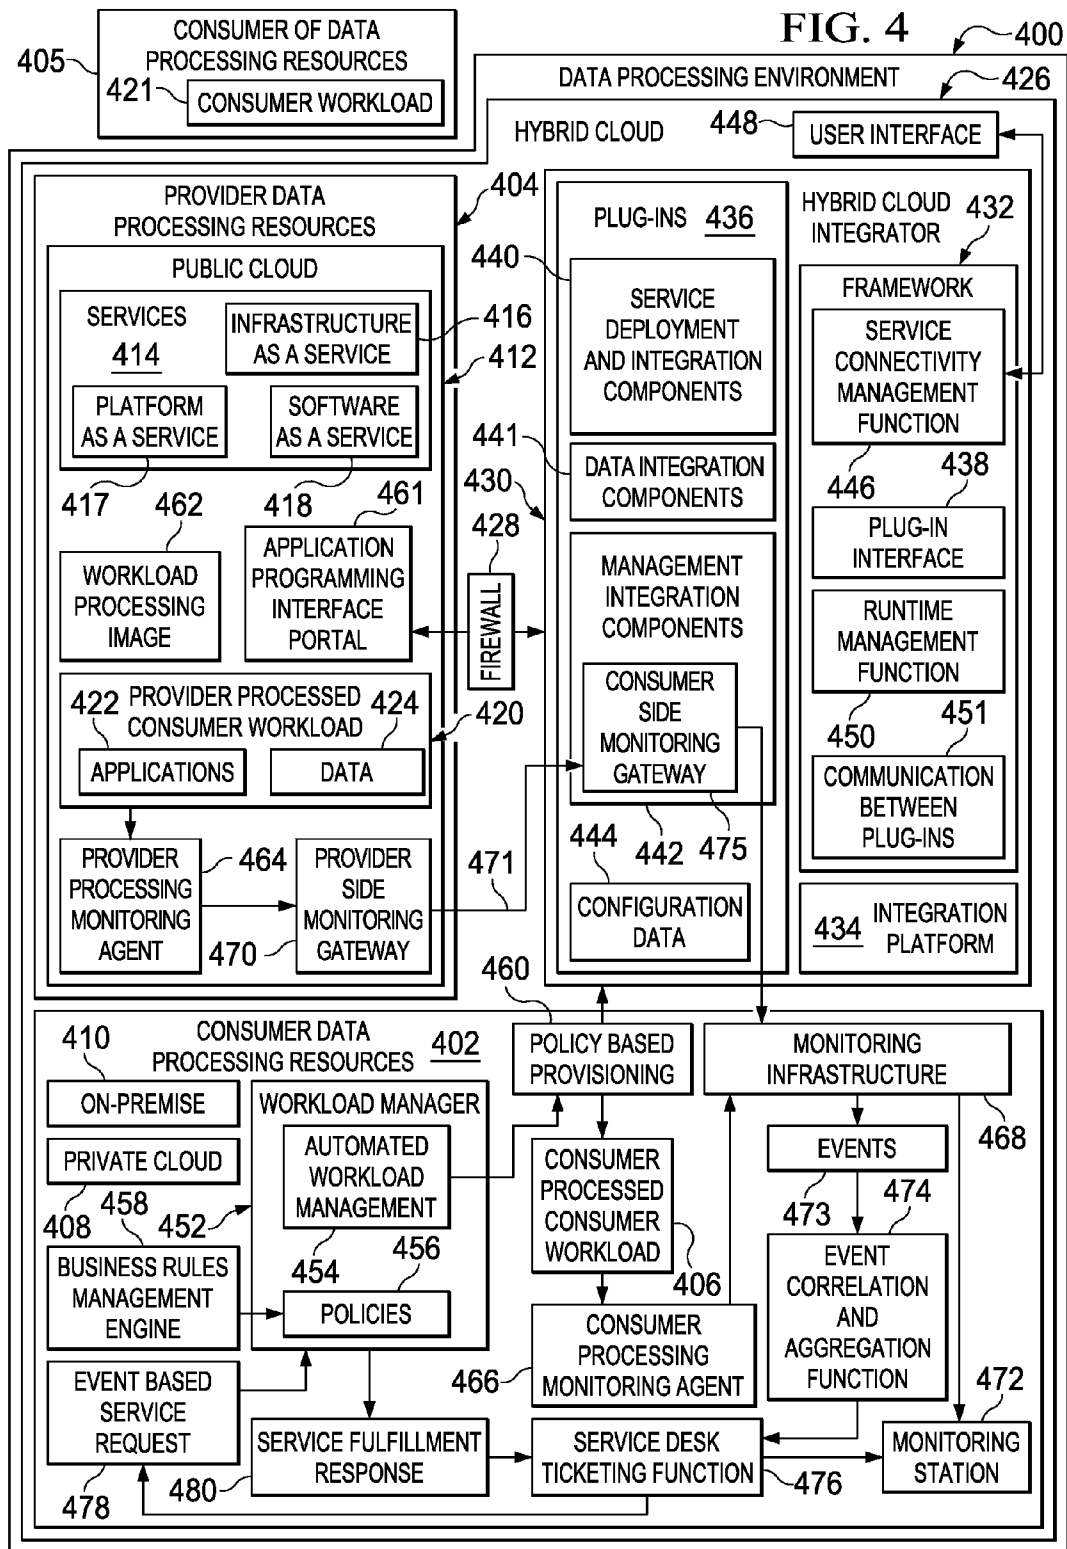 FIG. 4
400
CONSUMER OF DATA
PROCESSING RESOURCES
405
421
CONSUMER WORKLOAD
DATA PROCESSING ENVIRONMENT
426
HYBRID CLOUD
448
USER INTERFACE
PROVIDER DATA
PROCESSING RESOURCES
404
PUBLIC CLOUD
SERVICES
414
INFRASTRUCTURE
AS A SERVICE
416
412
PLATFORM
AS A SERVICE
SOFTWARE
AS A SERVICE
417
418
461
462
WORKLOAD
PROCESSING
IMAGE
APPLICATION
PROGRAMMING
INTERFACE
PORTAL
428
FIREWALL
430
PROVIDER PROCESSED
CONSUMER WORKLOAD
422
424
420
APPLICATIONS
DATA
PROVIDER
PROCESSING
MONITORING
AGENT
464
PROVIDER
SIDE
MONITORING
GATEWAY
470
471
PLUG-INS
436
440
SERVICE
DEPLOYMENT
AND INTEGRATION
COMPONENTS
441
DATA INTEGRATION
COMPONENTS
MANAGEMENT
INTEGRATION
COMPONENTS
CONSUMER
SIDE
MONITORING
GATEWAY
444
442
475
CONFIGURATION
DATA
HYBRID CLOUD
INTEGRATOR
432
FRAMEWORK
SERVICE
CONNECTIVITY
MANAGEMENT
FUNCTION
446
438
PLUG-IN
INTERFACE
RUNTIME
MANAGEMENT
FUNCTION
450
451
COMMUNICATION
BETWEEN
PLUG-INS
434
INTEGRATION
PLATFORM
CONSUMER DATA
PROCESSING RESOURCES
402
410
ON-PREMISE
PRIVATE CLOUD
408
458
452
BUSINESS RULES
MANAGEMENT
ENGINE
WORKLOAD MANAGER
AUTOMATED
WORKLOAD
MANAGEMENT
454
456
POLICIES
460
POLICY BASED
PROVISIONING
CONSUMER
PROCESSED
CONSUMER
WORKLOAD
406
CONSUMER
PROCESSING
MONITORING AGENT
466
MONITORING
INFRASTRUCTURE
468
EVENTS
473
474
EVENT
CORRELATION
AND
AGGREGATION
FUNCTION
472
EVENT BASED
SERVICE
REQUEST
478
SERVICE FULFILLMENT
RESPONSE
480
SERVICE DESK
TICKETING FUNCTION
476
MONITORING
STATION